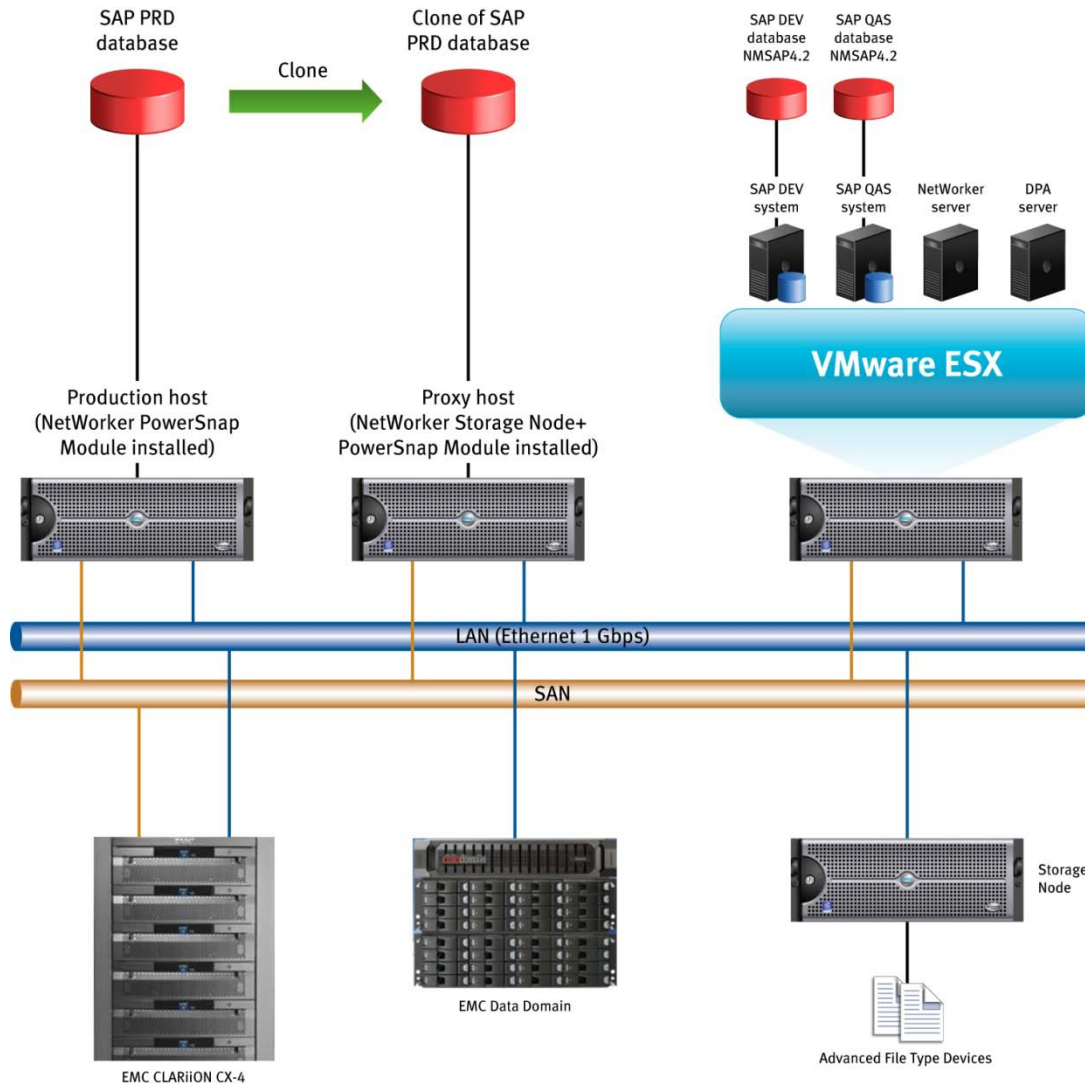 SAP PRD
database
Clone
Clone of SAP
PRD database
SAP DEV
database
NMSAP4.2
SAP QAS
database
NMSAP4.2
SAP DEV
system
SAP QAS
system
NetWorker
server
DPA
server
VMware ESX
Production host
(NetWorker PowerSnap
Module installed)
Proxy host
(NetWorker Storage Node+
PowerSnap Module installed)
LAN (Ethernet 1 Gbps)
SAN
EMC CLARiiON CX-4
EMC Data Domain
Storage
Node
Advanced File Type Devices